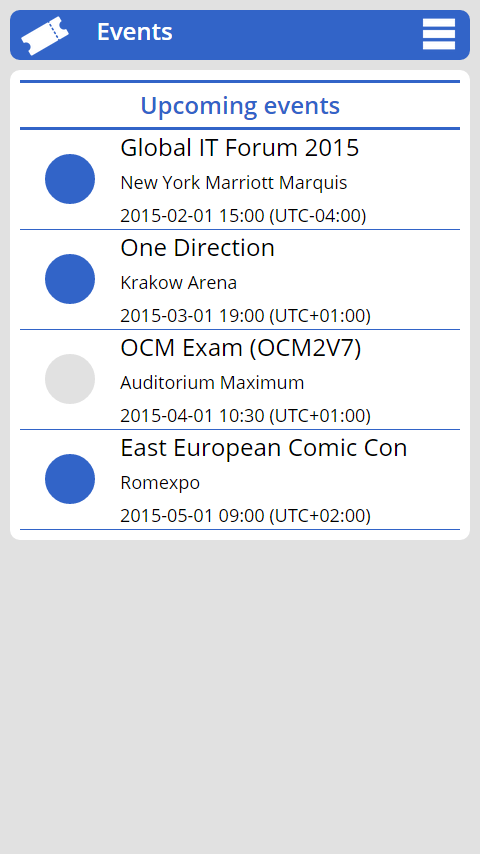 Events
Upcoming events
Global IT Forum 2015
New York Marriott Marquis
2015-02-01 15:00 (UTC-04:00)
One Direction
Krakow Arena
2015-03-01 19:00 (UTC+01:00)
OCM Exam (OCM2V7)
Auditorium Maximum
2015-04-01 10:30 (UTC+01:00)
East European Comic Con
Romexpo
2015-05-01 09:00 (UTC+02:00)